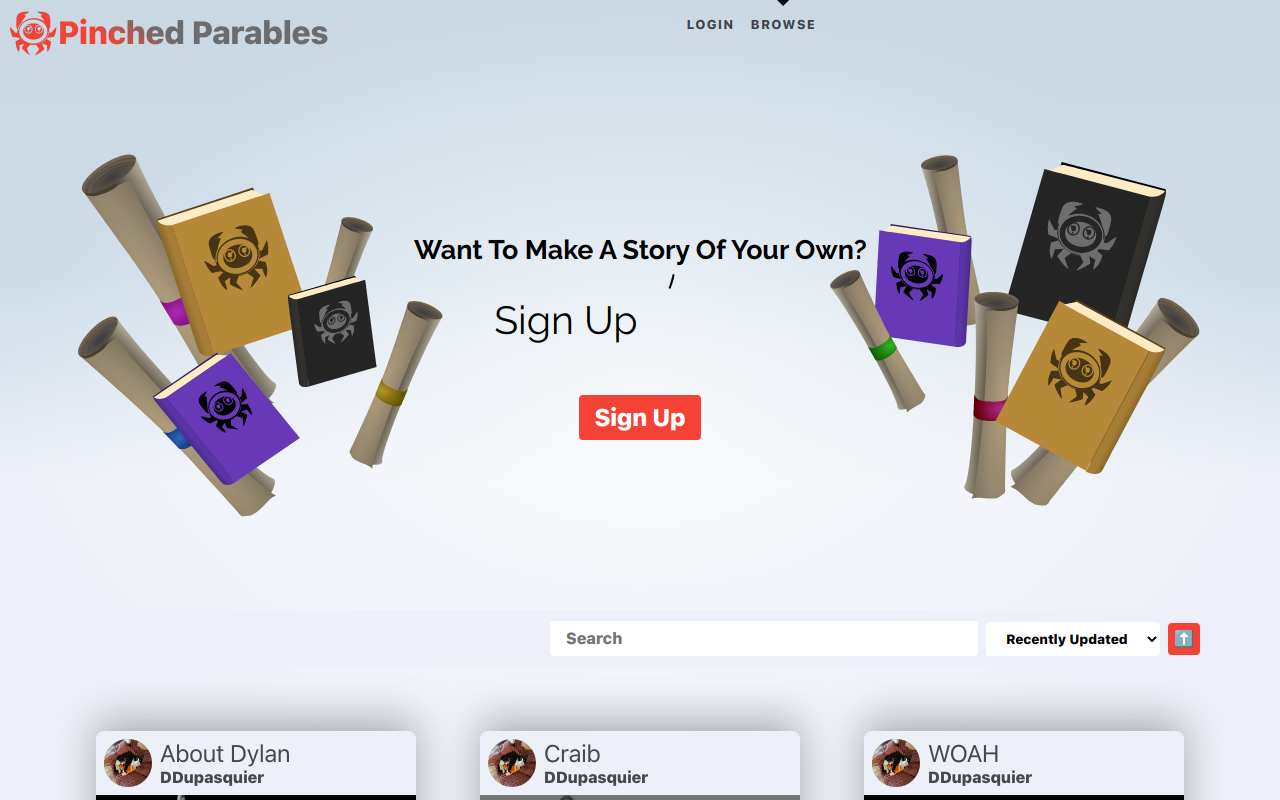 Pinched Parables
LOGIN BROWSE
Want To Make A Story Of Your Own?
Sign Up
Sign Up
Search
Recently Updated
About Dylan
DDupasquier
Craib
DDupasquier
WOAH
DDupasquier